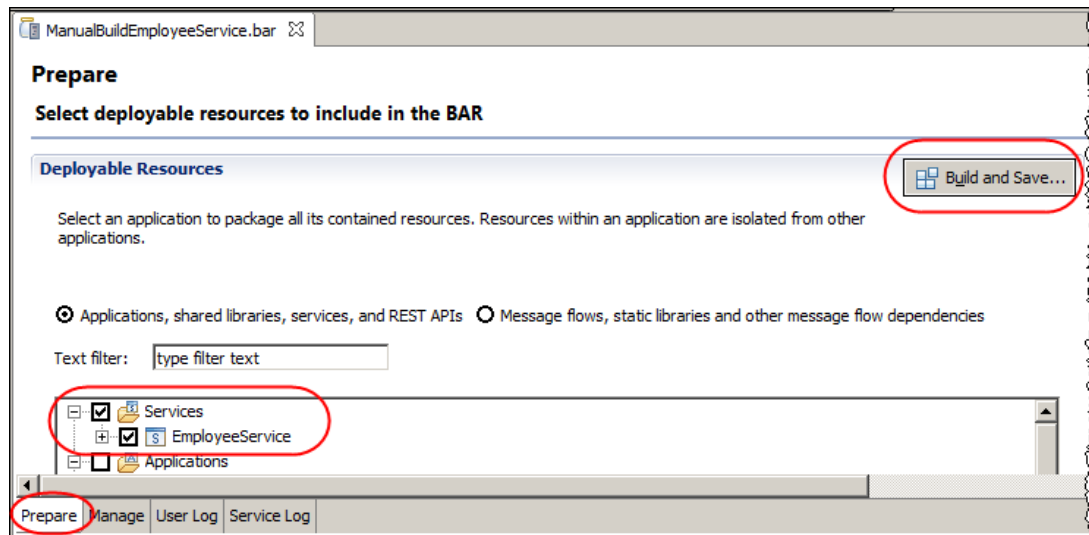 ManualBuildEmployeeService.bar
Prepare
Select deployable resources to include in the BAR
Deployable Resources
Build and Save...
Select an application to package all its contained resources. Resources within an application are isolated from other
applications.
Applications, shared libraries, services, and REST APIs Message flows, static libraries and other message flow dependencies
Text filter: type filter text
Services
EmployeeService
Applications
Prepare Manage User Log Service Log